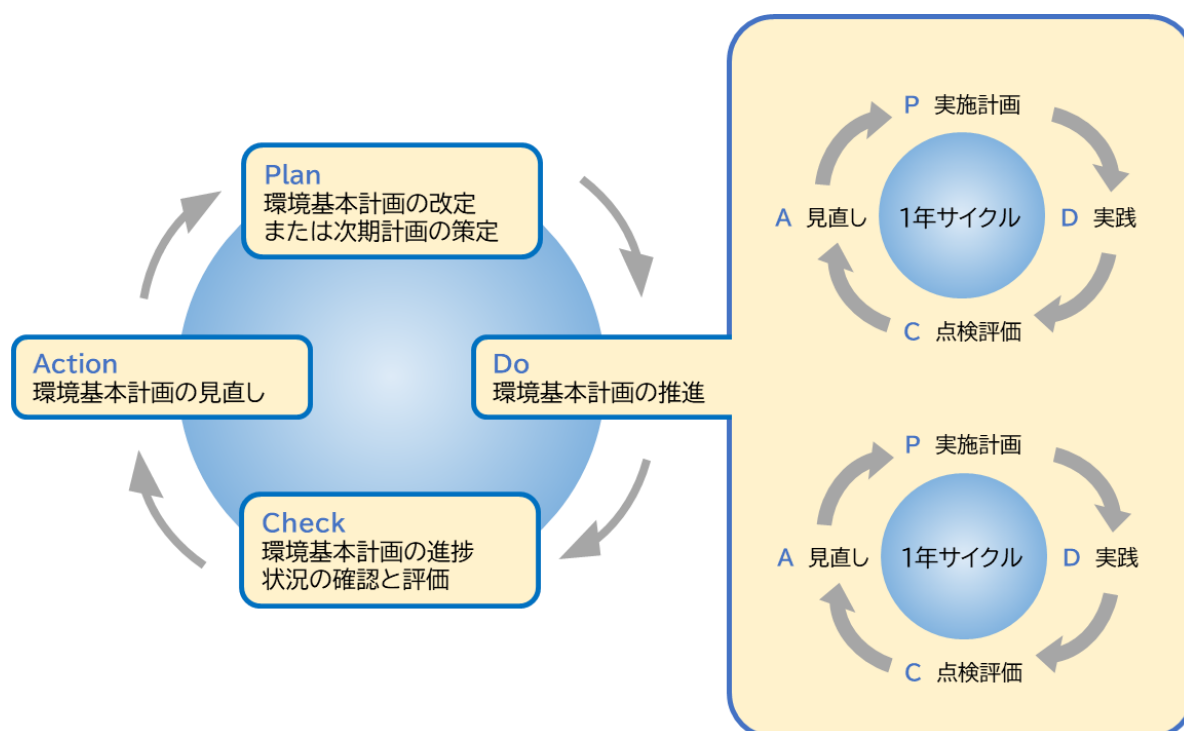 Plan
環境基本計画の改定
または次期計画の策定
Do
環境基本計画の推進
Check
環境基本計画の進捗
状況の確認と評価
Action
環境基本計画の見直し
P 実施計画
D 実践
C 点検評価
A 見直し
1年サイクル
P 実施計画
D 実践
C 点検評価
A 見直し
1年サイクル